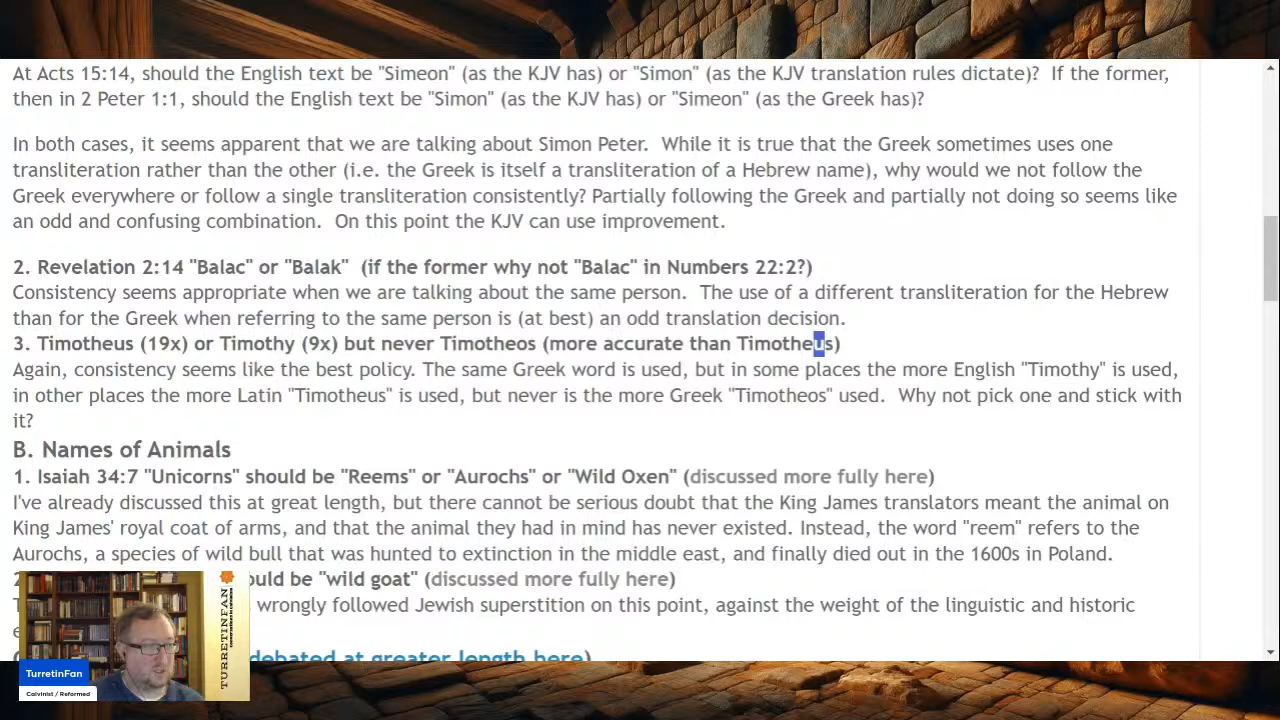 At Acts 15:14, should the English text be "Simeon" (as the KJV has) or "Simon" (as the KJV translation rules dictate)?  If the former,
then in 2 Peter 1:1, should the English text be "Simon" (as the KJV has) or "Simeon" (as the Greek has)?
In both cases, it seems apparent that we are talking about Simon Peter.  While it is true that the Greek sometimes uses one
transliteration rather than the other (i.e. the Greek is itself a transliteration of a Hebrew name), why would we not follow the
Greek everywhere or follow a single transliteration consistently? Partially following the Greek and partially not doing so seems like
an odd and confusing combination.  On this point the KJV can use improvement.
2. Revelation 2:14 "Balac" or "Balak"  (if the former why not "Balac" in Numbers 22:2?)
Consistency seems appropriate when we are talking about the same person.  The use of a different transliteration for the Hebrew
than for the Greek when referring to the same person is (at best) an odd translation decision.
3. Timotheus (19x) or Timothy (9x) but never Timotheos (more accurate than Timotheus)
Again, consistency seems like the best policy. The same Greek word is used, but in some places the more English "Timothy" is used,
in other places the more Latin "Timotheus" is used, but never is the more Greek "Timotheos" used.  Why not pick one and stick with
it?
B. Names of Animals
1. Isaiah 34:7 "Unicorns" should be "Reems" or "Aurochs" or "Wild Oxen" (discussed more fully here)
I've already discussed this at great length, but there cannot be serious doubt that the King James translators meant the animal on
King James' royal coat of arms, and that the animal they had in mind has never existed. Instead, the word "reem" refers to the
Aurochs, a species of wild bull that was hunted to extinction in the middle east, and finally died out in the 1600s in Poland.
be "wild goat" (discussed more fully here)
wrongly followed Jewish superstition on this point, against the weight of the linguistic and historic
debated at greater length here)
TURRETINFAN
TurretinFan
Calvinist / Reformed